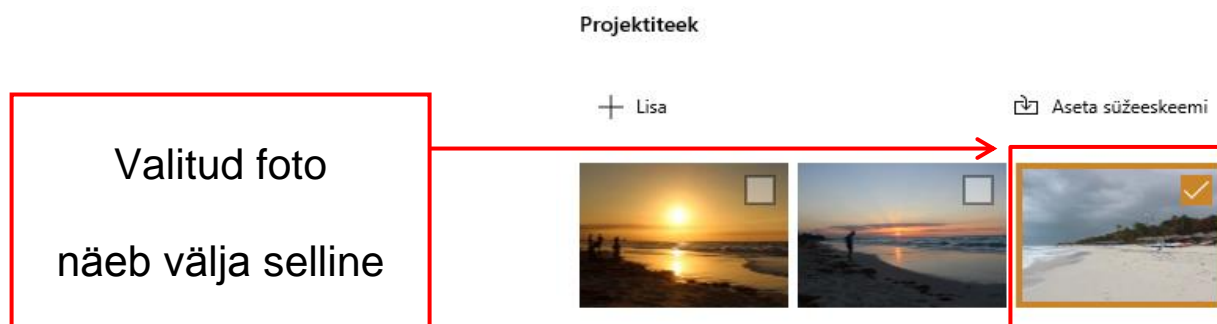 Projektiteek
Lisa
Aseta süžeeskeemi
Valitud foto
näeb välja selline